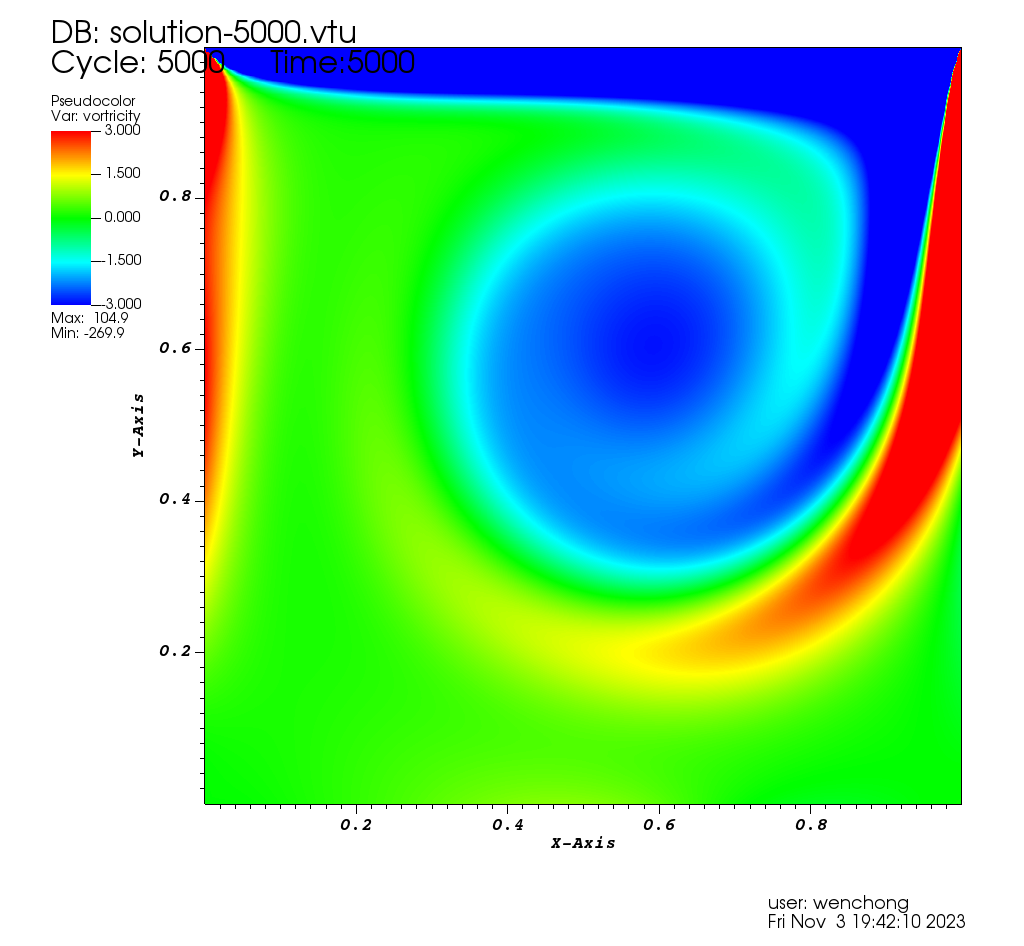 DB: solution-5000.vtu
Cycle: 5000 Time:5000
Pseudocolor
Var: vortricity
3.000
1.500
0.000
-1.500
-3.000
Max: 104.9
Min: -269.9
0.8
0.6
0.4
0.2
Y-Axis
0.2 0.4 0.6 0.8
X-Axis
user: wenchong
Fri Nov 3 19:42:10 2023